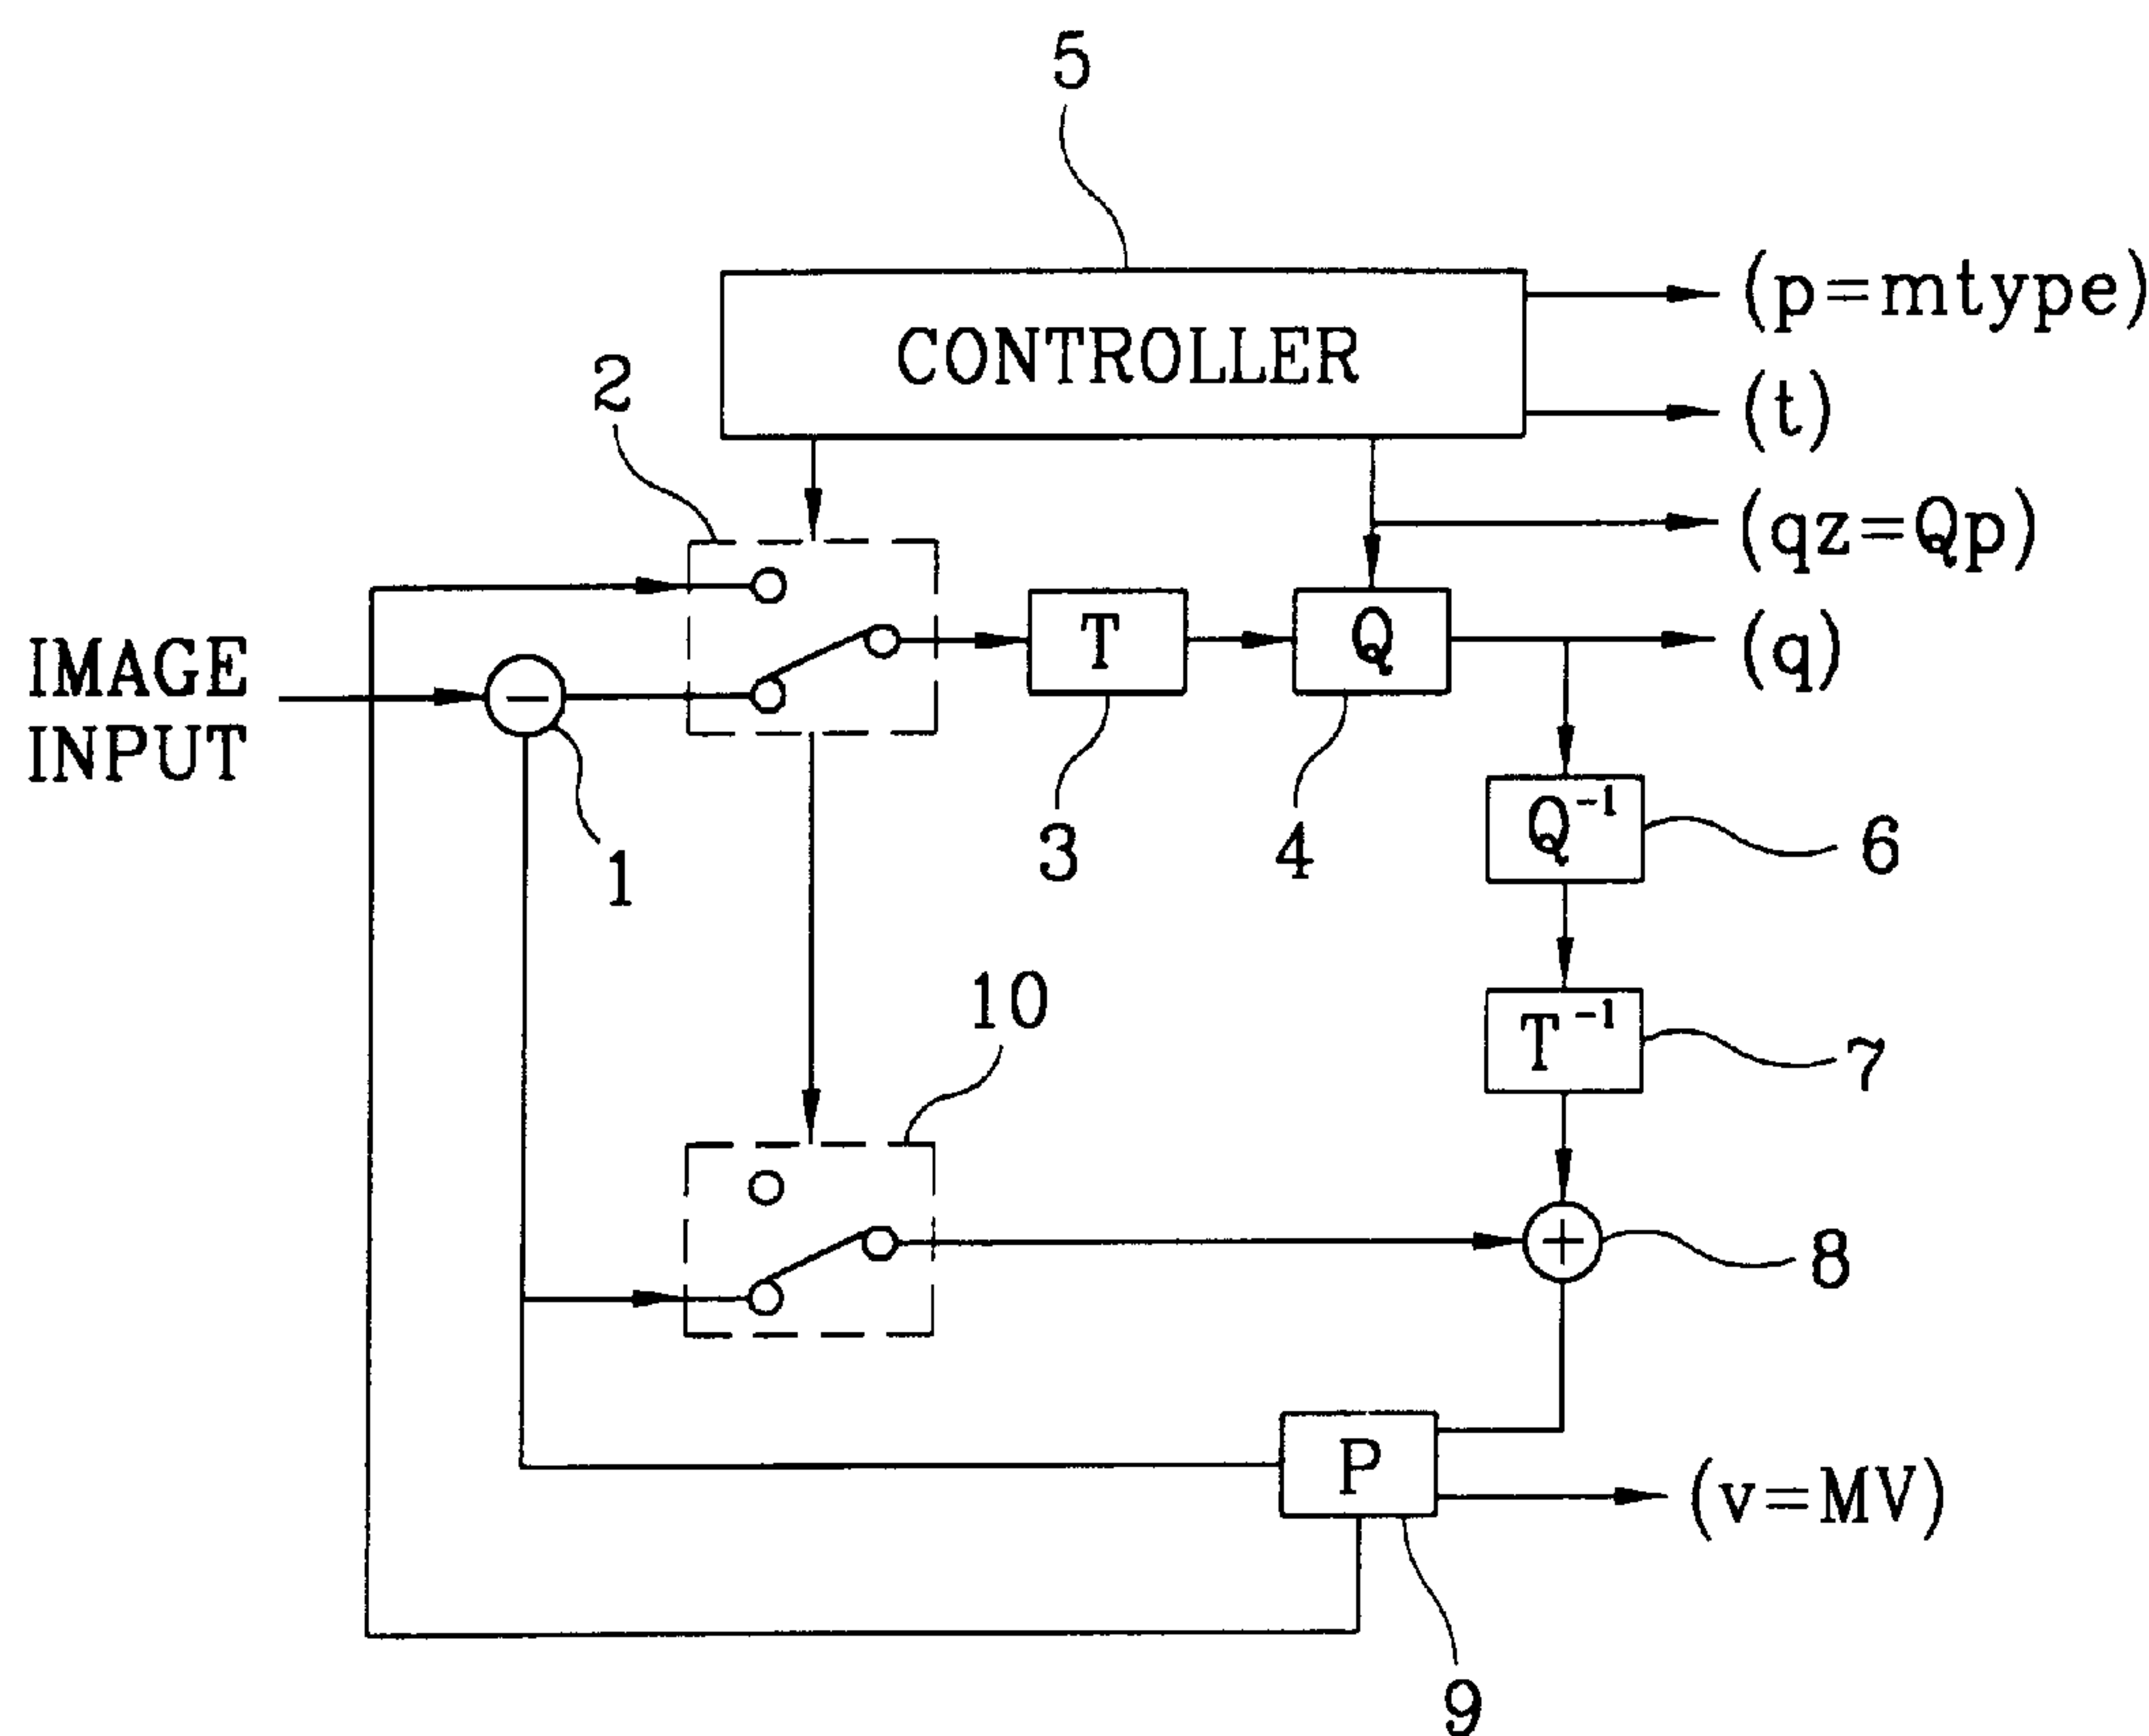 5
CONTROLLER
(p=mtype)
(t)
2
(qz=Qp)
IMAGE
INPUT
T
Q
(q)
1
3
4
Q⁻¹
6
10
T⁻¹
7
8
P
(v=MV)
9